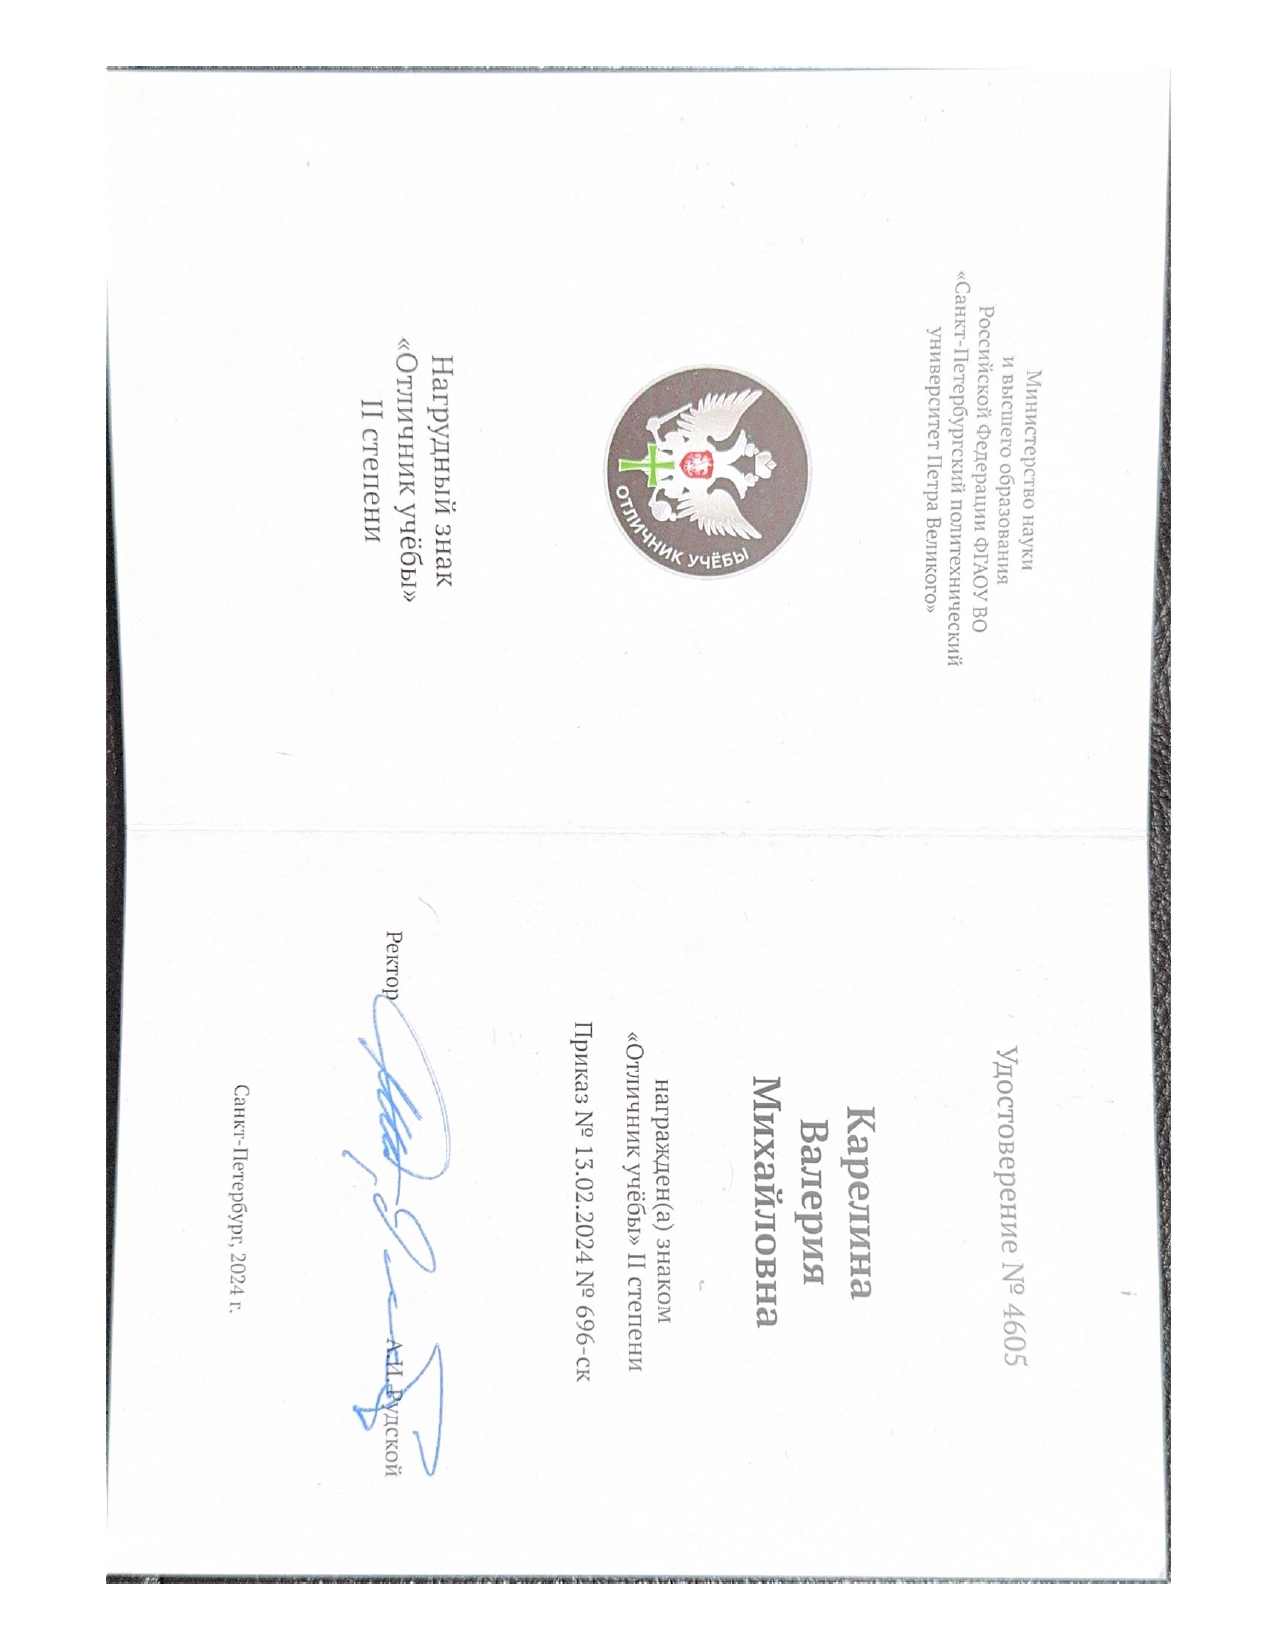 Министерство науки
и высшего образования
Российской Федерации ФГАОУ ВО
«Санкт-Петербургский политехнический
университет Петра Великого»
ОТЛИЧНИК УЧЁБЫ
Нагрудный знак
«Отличник учёбы»
II степени
Удостоверение № 4605
Карелина
Валерия
Михайловна
награжден(а) знаком
«Отличник учёбы» II степени
Приказ № 13.02.2024 № 696-ск
Ректор
А.И. Рудской
Санкт-Петербург, 2024 г.